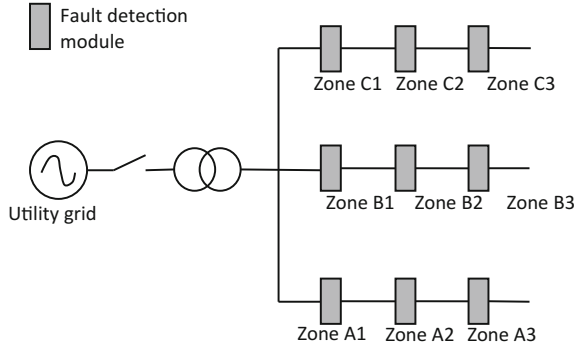 Fault detection
module
Zone C1 Zone C2 Zone C3
Utility grid
Zone B1 Zone B2 Zone B3
Zone A1 Zone A2 Zone A3